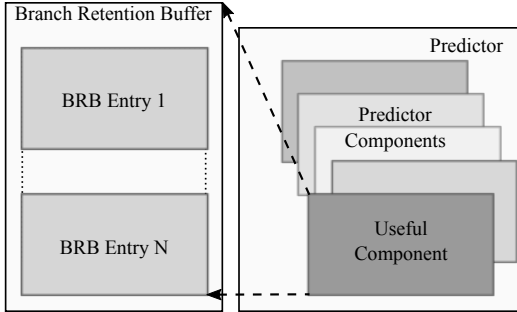 Branch Retention Buffer
BRB Entry 1
BRB Entry N
Predictor
Predictor
Components
Useful
Component